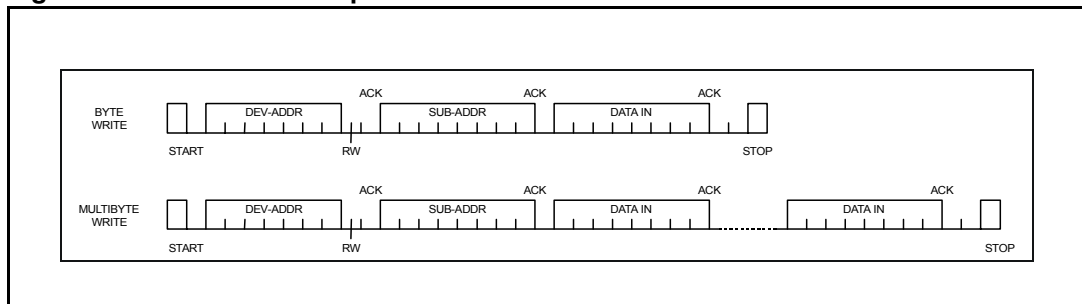 ACK ACK ACK
BYTE
WRITE
DEV-ADDR SUB-ADDR DATA IN
START RW STOP
ACK ACK ACK ACK
MULTIBYTE
WRITE
DEV-ADDR SUB-ADDR DATA IN DATA IN
START RW STOP